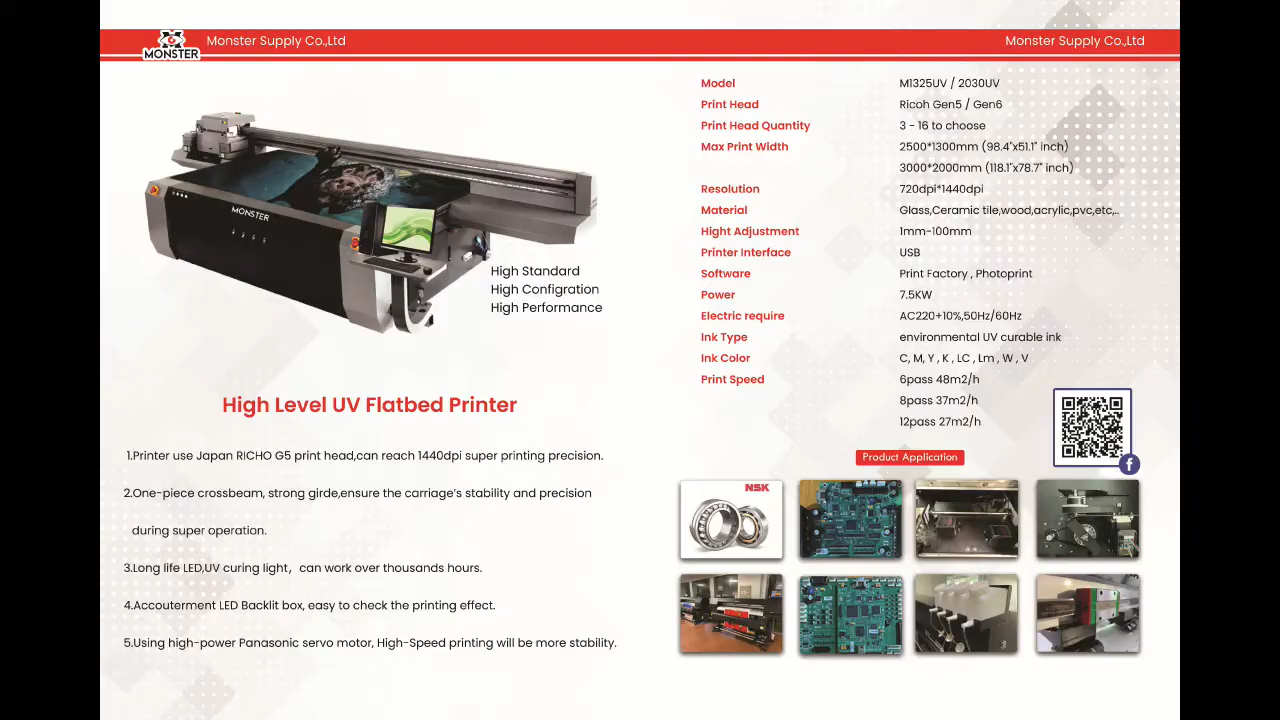 MONSTER
Monster Supply Co.,Ltd
Monster Supply Co.,Ltd
MONSTER
High Standard
High Configration
High Performance
High Level UV Flatbed Printer
1.Printer use Japan RICHO G5 print head,can reach 1440dpi super printing precision.
2.One-piece crossbeam, strong girde,ensure the carriage's stability and precision
during super operation.
3.Long life LED,UV curing light，can work over thousands hours.
4.Accouterment LED Backlit box, easy to check the printing effect.
5.Using high-power Panasonic servo motor, High-Speed printing will be more stability.
Model M1325UV / 2030UV
Print Head Ricoh Gen5 / Gen6
Print Head Quantity 3 - 16 to choose
Max Print Width 2500*1300mm (98.4"x51.1" inch)
3000*2000mm (118.1"x78.7" inch)
Resolution 720dpi*1440dpi
Material Glass,Ceramic tile,wood,acrylic,pvc,etc,..
Hight Adjustment 1mm-100mm
Printer Interface USB
Software Print Factory , Photoprint
Power 7.5KW
Electric require AC220+10%,50Hz/60Hz
Ink Type environmental UV curable ink
Ink Color C, M, Y , K , LC , Lm , W , V
Print Speed 6pass 48m2/h
8pass 37m2/h
12pass 27m2/h
f
Product Application
NSK